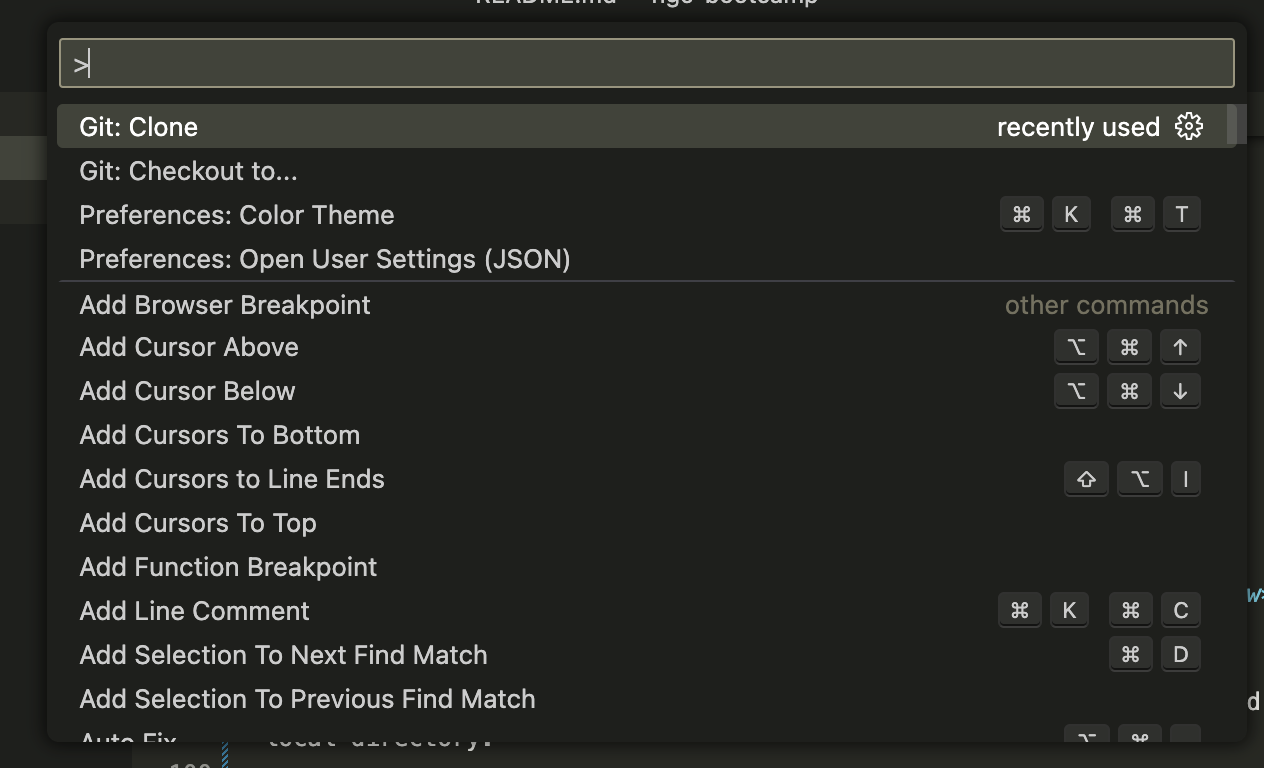 README.md — ngs-bootcamp
>
Git: Clone recently used
Git: Checkout to...
Preferences: Color Theme ⌘ K ⌘ T
Preferences: Open User Settings (JSON)
Add Browser Breakpoint other commands
Add Cursor Above ⌥ ⌘ ↑
Add Cursor Below ⌥ ⌘ ↓
Add Cursors To Bottom
Add Cursors to Line Ends ⇧ ⌥ I
Add Cursors To Top
Add Function Breakpoint
Add Line Comment ⌘ K ⌘ C
Add Selection To Next Find Match ⌘ D
Add Selection To Previous Find Match
Auto Fix ⌥ ⌘
local directory.